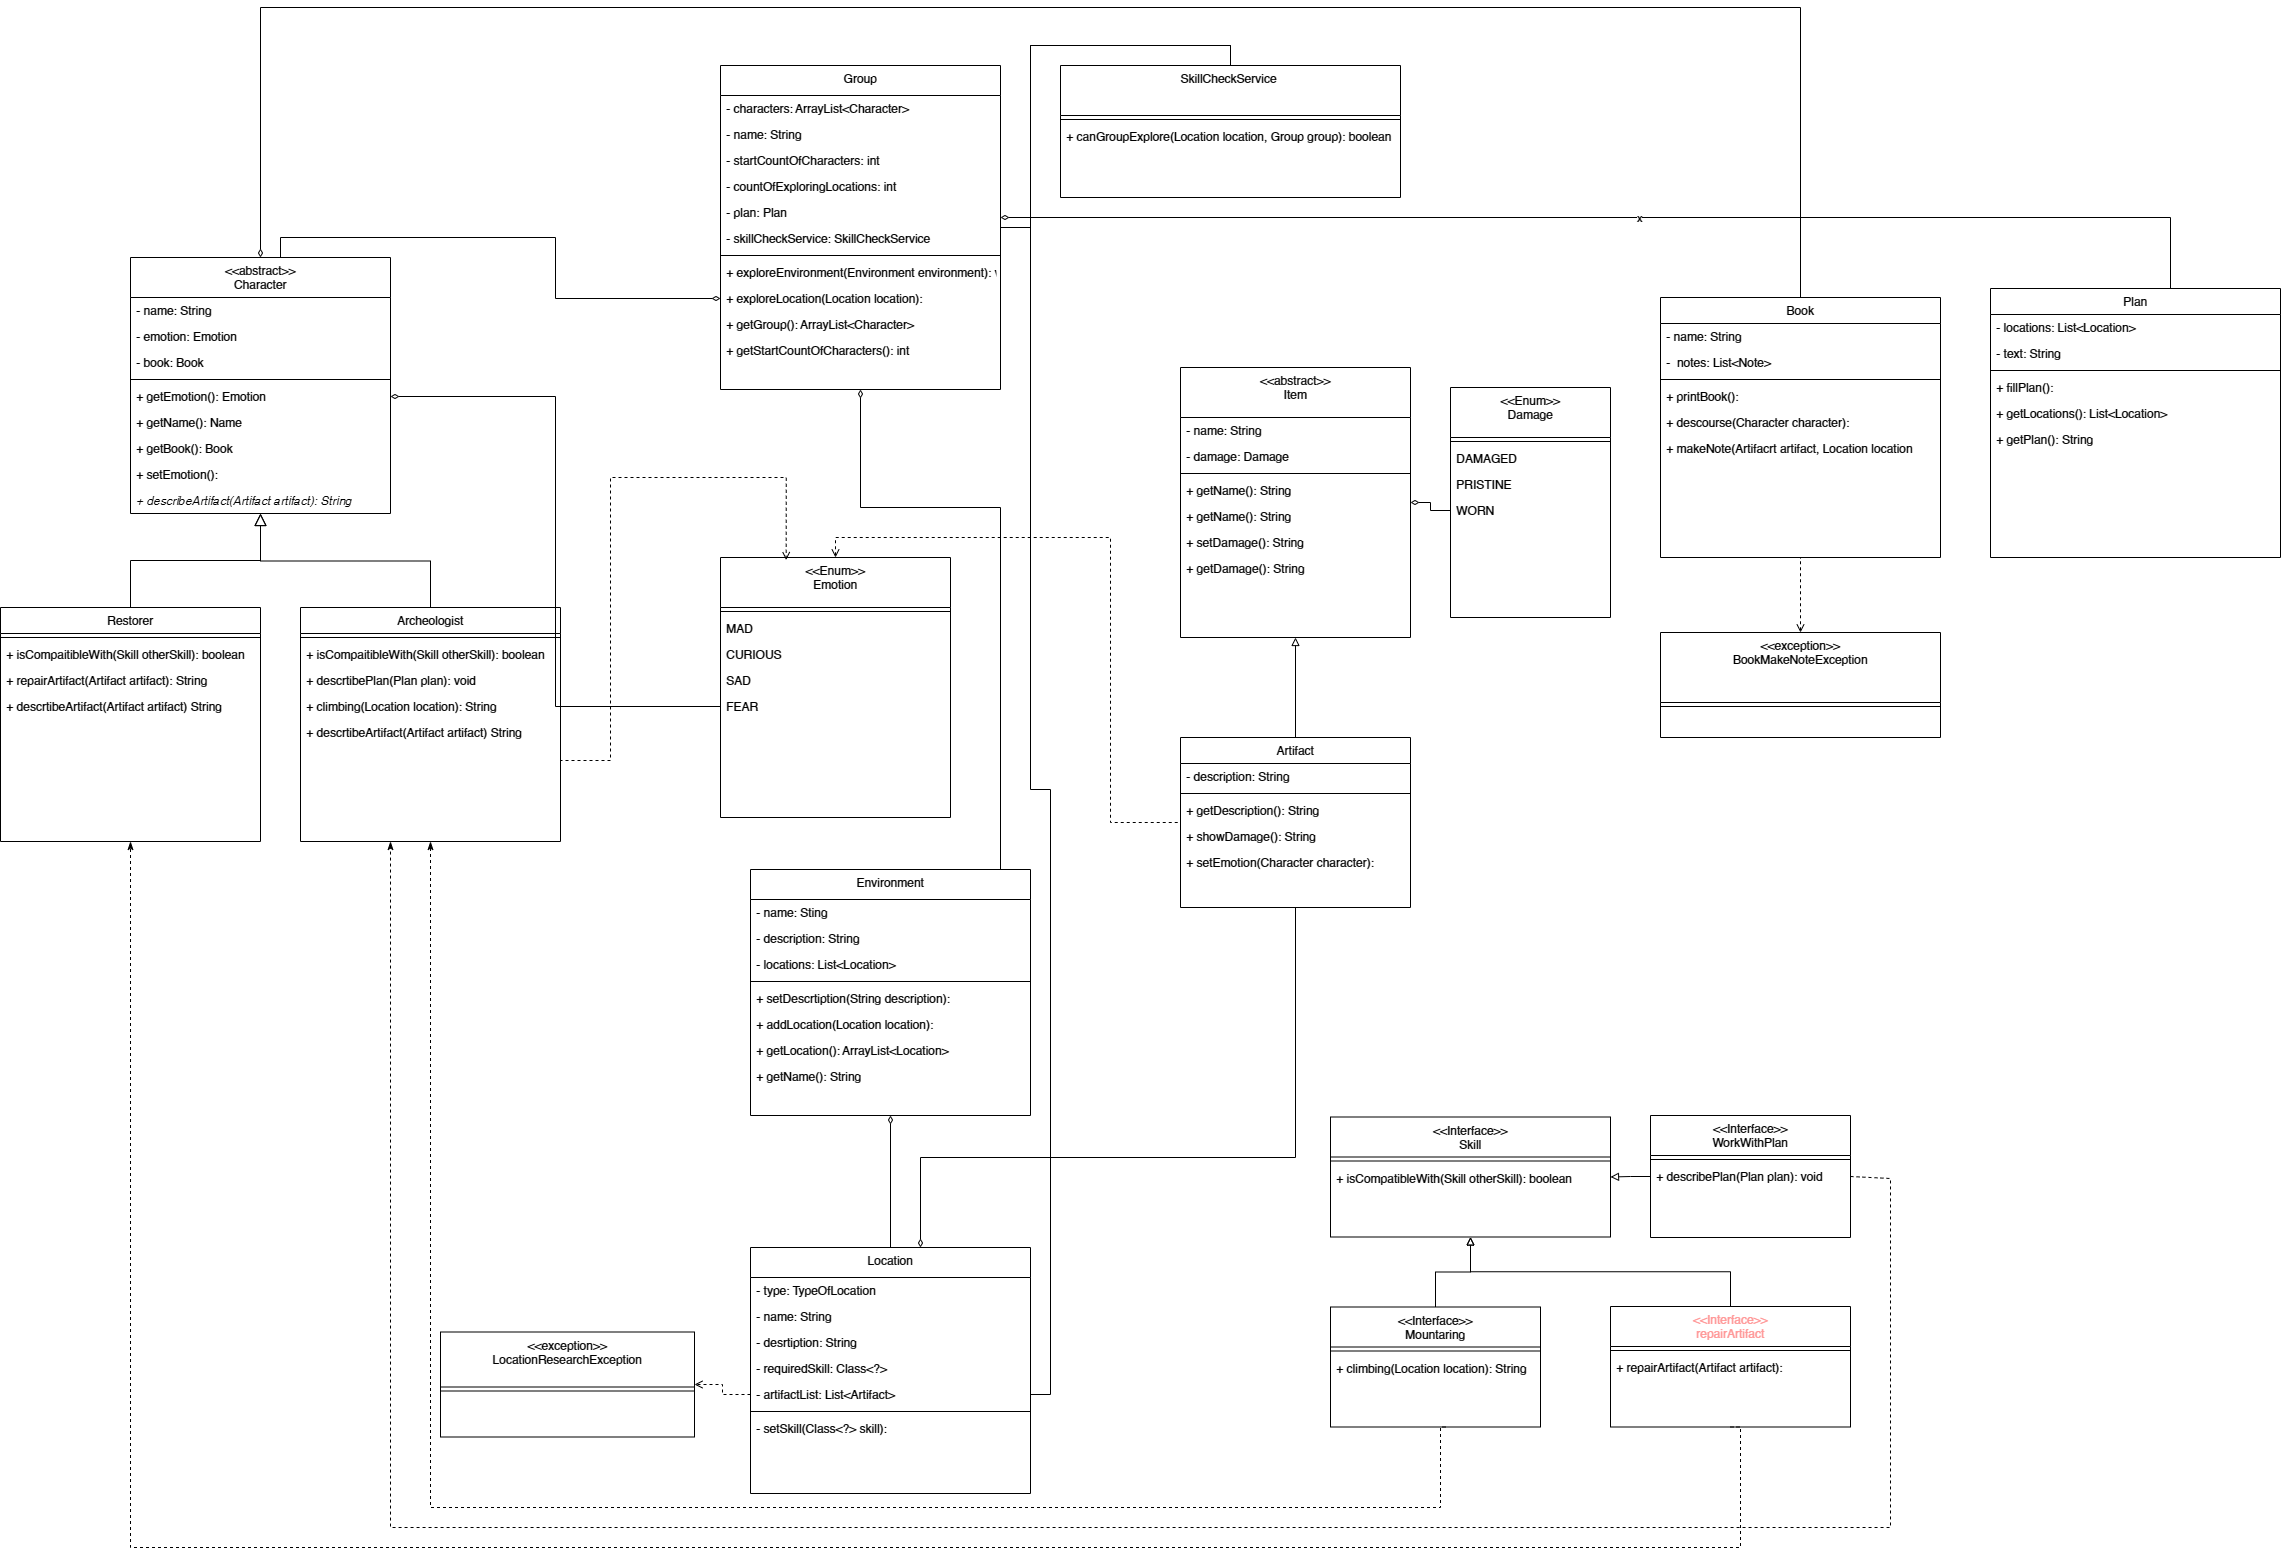 Group
- characters: ArrayList<Character>
- name: String
- startCountOfCharacters: int
- countOfExploringLocations: int
- plan: Plan
- skillCheckService: SkillCheckService
+ exploreEnvironment(Environment environment):
+ exploreLocation(Location location):
+ getGroup(): ArrayList<Character>
+ getStartCountOfCharacters(): int
SkillCheckService
+ canGroupExplore(Location location, Group group): boolean
x
<<abstract>>
Character
- name: String
- emotion: Emotion
- book: Book
+ getEmotion(): Emotion
+ getName(): Name
+ getBook(): Book
+ setEmotion():
+ describeArtifact(Artifact artifact): String
Book
- name: String
- notes: List<Note>
+ printBook():
+ descourse(Character character):
+ makeNote(Artifacrt artifact, Location location
Plan
- locations: List<Location>
- text: String
+ fillPlan():
+ getLocations(): List<Location>
+ getPlan(): String
<<abstract>>
Item
- name: String
- damage: Damage
+ getName(): String
+ getName(): String
+ setDamage(): String
+ getDamage(): String
<<Enum>>
Damage
DAMAGED
PRISTINE
WORN
<<Enum>>
Emotion
MAD
CURIOUS
SAD
FEAR
Restorer
+ isCompaitibleWith(Skill otherSkill): boolean
+ repairArtifact(Artifact artifact): String
+ descrtibeArtifact(Artifact artifact) String
Archeologist
+ isCompaitibleWith(Skill otherSkill): boolean
+ descrtibePlan(Plan plan): void
+ climbing(Location location): String
+ descrtibeArtifact(Artifact artifact) String
<<exception>>
BookMakeNoteException
Artifact
- description: String
+ getDescription(): String
+ showDamage(): String
+ setEmotion(Character character):
Environment
- name: Sting
- description: String
- locations: List<Location>
+ setDescrtiption(String description):
+ addLocation(Location location):
+ getLocation(): ArrayList<Location>
+ getName(): String
<<Interface>>
Skill
+ isCompatibleWith(Skill otherSkill): boolean
<<Interface>>
WorkWithPlan
+ describePlan(Plan plan): void
Location
- type: TypeOfLocation
- name: String
- desrtiption: String
- requiredSkill: Class<?>
- artifactList: List<Artifact>
- setSkill(Class<?> skill):
<<exception>>
LocationResearchException
<<Interface>>
Mountaring
+ climbing(Location location): String
<<Interface>>
repairArtifact
+ repairArtifact(Artifact artifact):